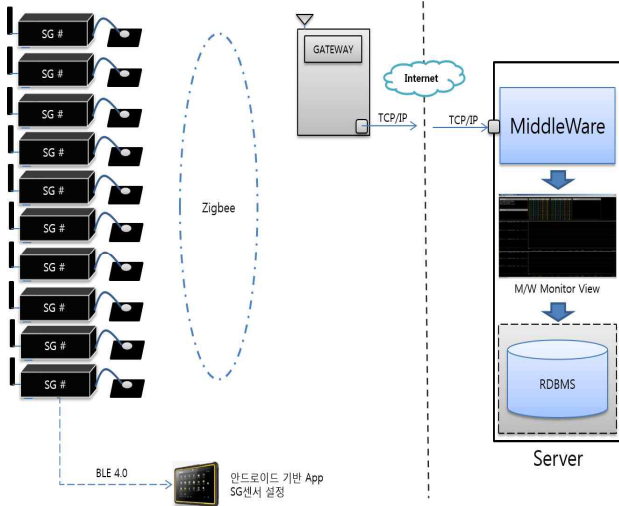 SG #
SG #
SG #
SG #
SG #
SG #
SG #
SG #
SG #
SG #
Zigbee
GATEWAY
Internet
TCP/IP
TCP/IP
MiddleWare
M/W Monitor View
RDBMS
Server
BLE 4.0
안드로이드 기반 App
SG센서 설정